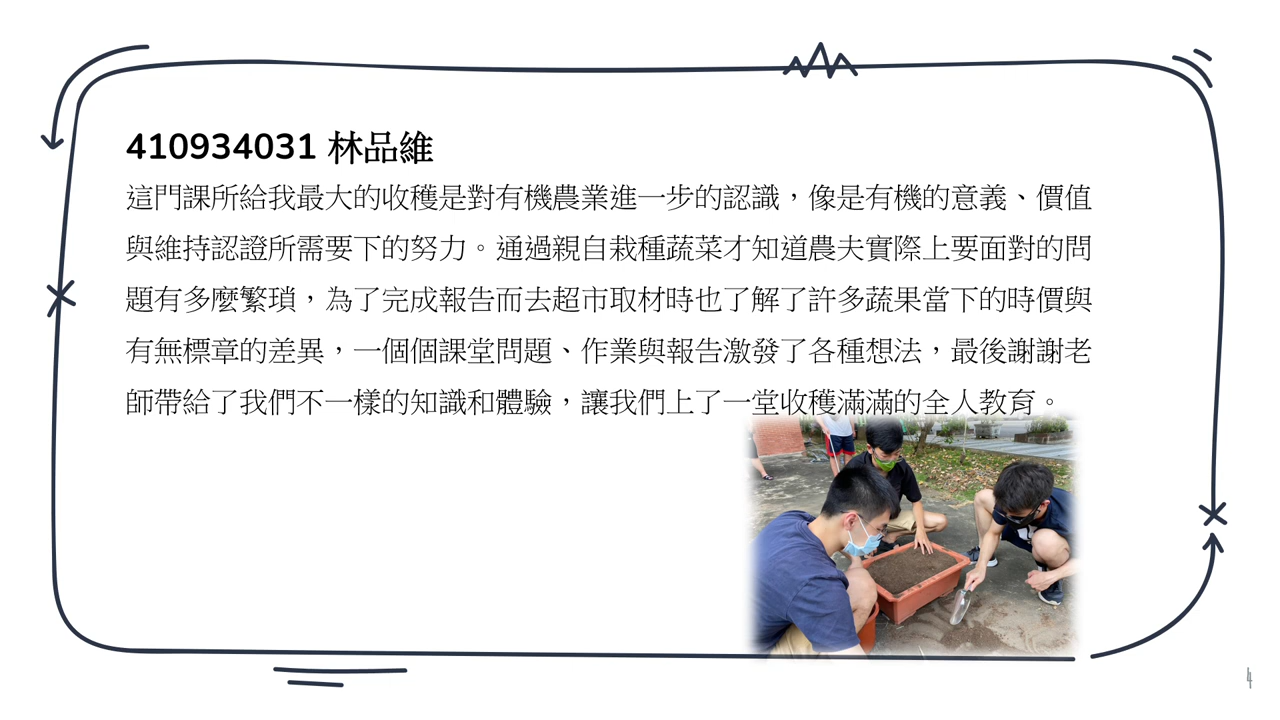 410934031 林品維
這門課所給我最大的收穫是對有機農業進一步的認識，像是有機的意義、價值
與維持認證所需要下的努力。通過親自栽種蔬菜才知道農夫實際上要面對的問
題有多麼繁瑣，為了完成報告而去超市取材時也了解了許多蔬果當下的時價與
有無標章的差異，一個個課堂問題、作業與報告激發了各種想法，最後謝謝老
師帶給了我們不一樣的知識和體驗，讓我們上了一堂收穫滿滿的全人教育。
4